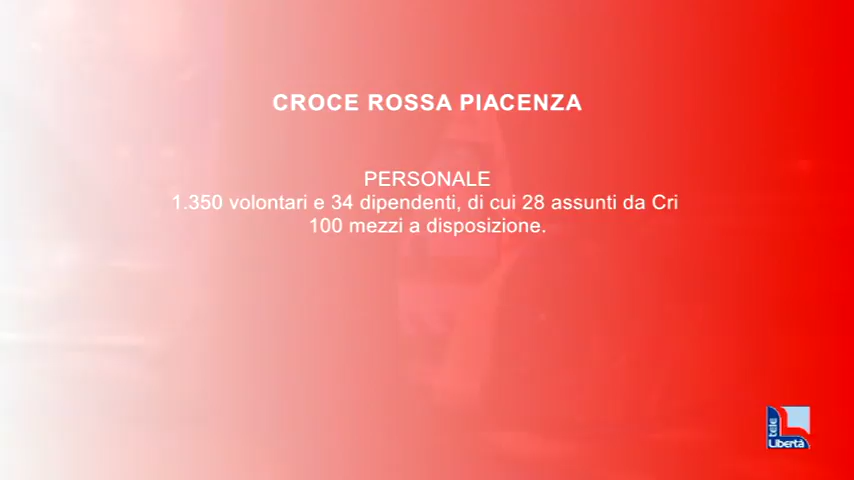 CROCE ROSSA PIACENZA
PERSONALE
1.350 volontari e 34 dipendenti, di cui 28 assunti da Cri
100 mezzi a disposizione.
tele
Libertà